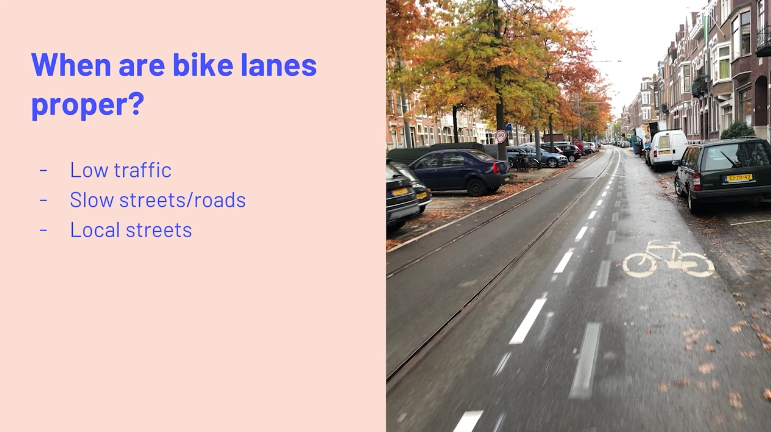 When are bike lanes
proper?
- Low traffic
- Slow streets/roads
- Local streets